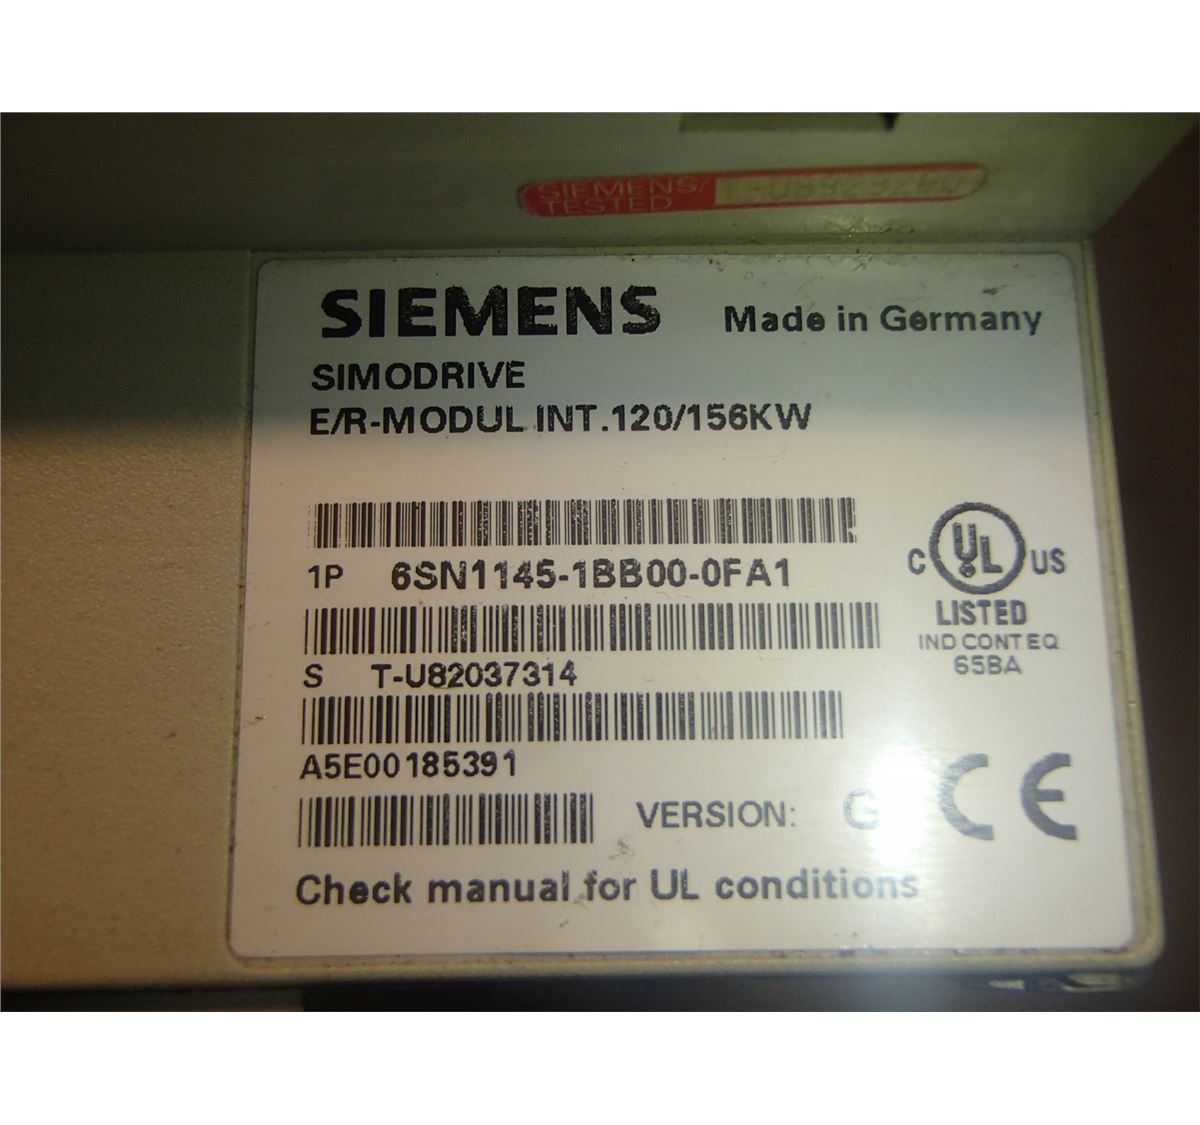 SIEMENS/
TESTED
SIEMENS Made in Germany
SIMODRIVE
E/R-MODUL INT.120/156KW
1P 6SN1145-1BB00-0FA1
C UL US
LISTED
IND CONT EQ
65BA
S T-U82037314
A5E00185391
VERSION: G
CE
Check manual for UL conditions